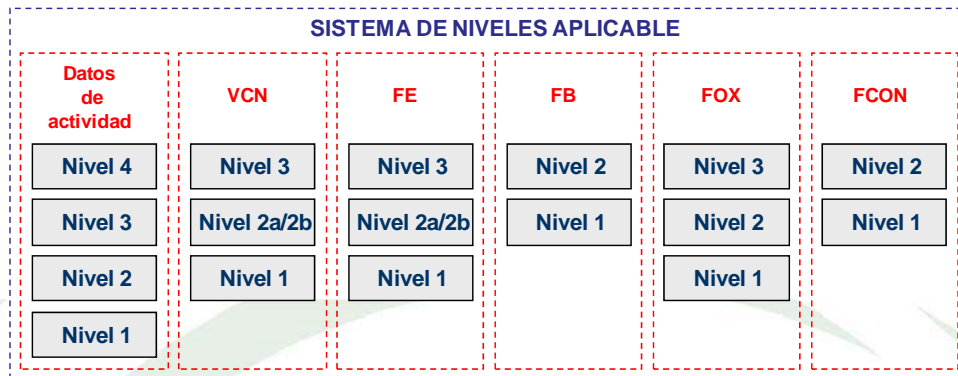 SISTEMA DE NIVELES APLICABLE
Datos
de
actividad
Nivel 4
Nivel 3
Nivel 2
Nivel 1
VCN
Nivel 3
Nivel 2a/2b
Nivel 1
FE
Nivel 3
Nivel 2a/2b
Nivel 1
FB
Nivel 2
Nivel 1
FOX
Nivel 3
Nivel 2
Nivel 1
FCON
Nivel 2
Nivel 1